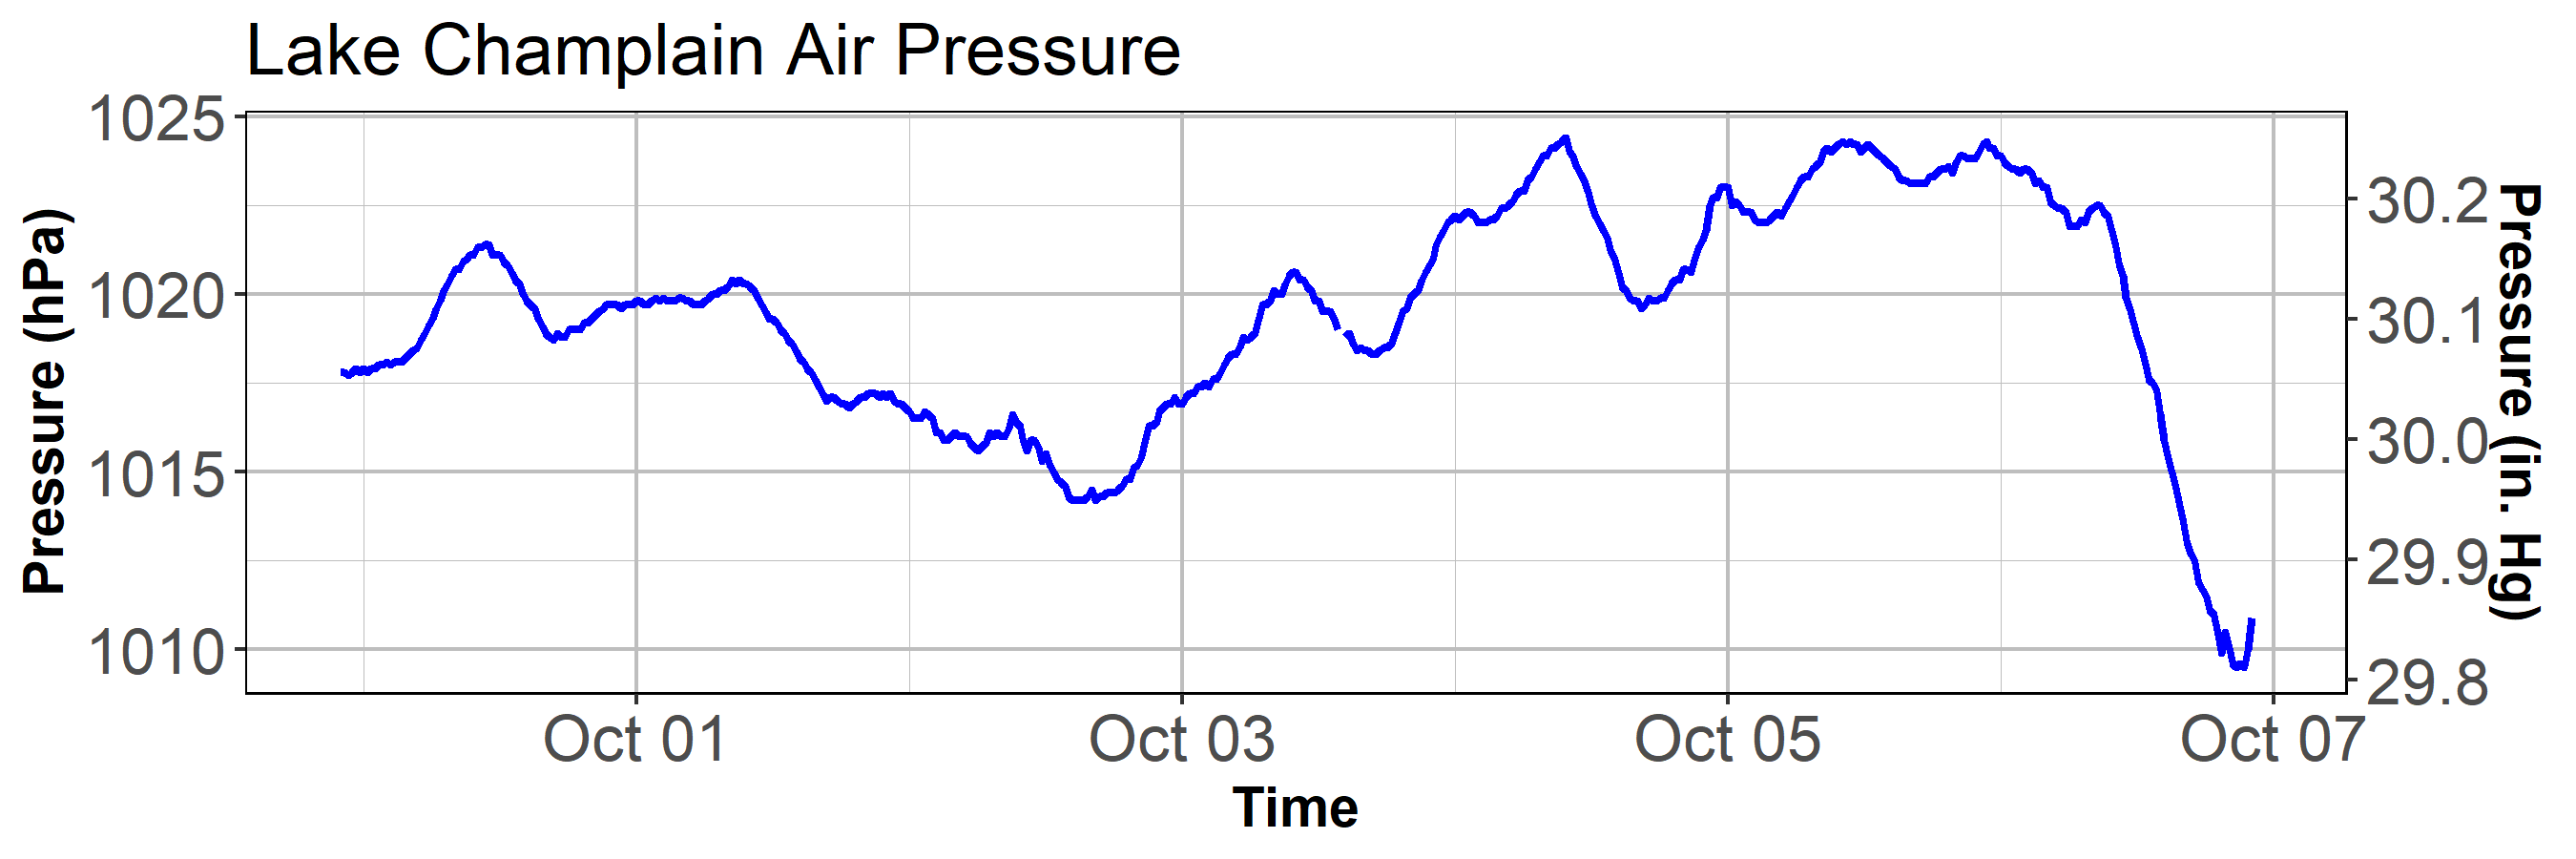 Lake Champlain Air Pressure
1025
1020
1015
1010
Pressure (hPa)
30.2
30.1
30.0
29.9
29.8
Pressure (in. Hg)
Oct 01
Oct 03
Oct 05
Oct 07
Time